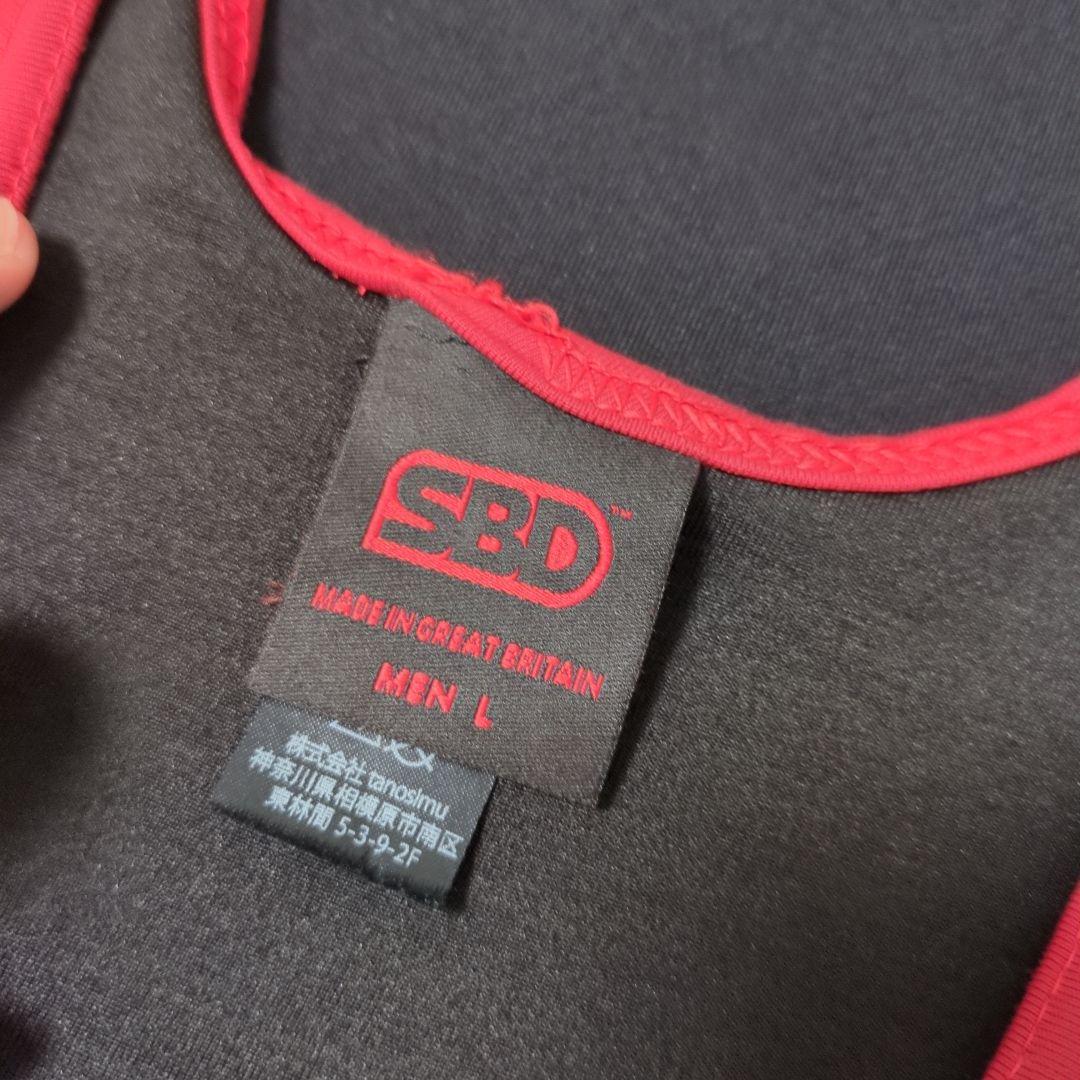 SBD™
MADE IN GREAT BRITAIN
MEN L
株式会社 tanosimu
神奈川県相模原市南区
東林間 5-3-9-2F